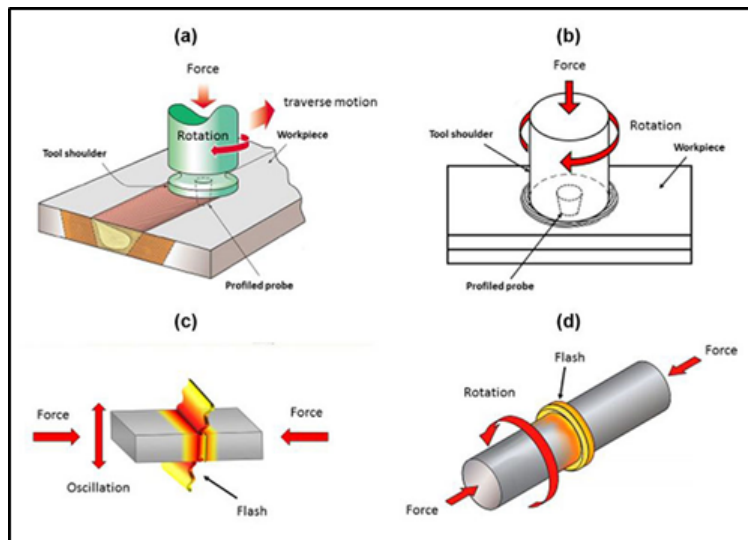 (a)
Force
traverse motion
Rotation
Workpiece
Tool shoulder
Profiled probe
(b)
Force
Rotation
Tool shoulder
Workpiece
Profiled probe
(c)
Force
Force
Oscillation
Flash
(d)
Flash
Force
Rotation
Force